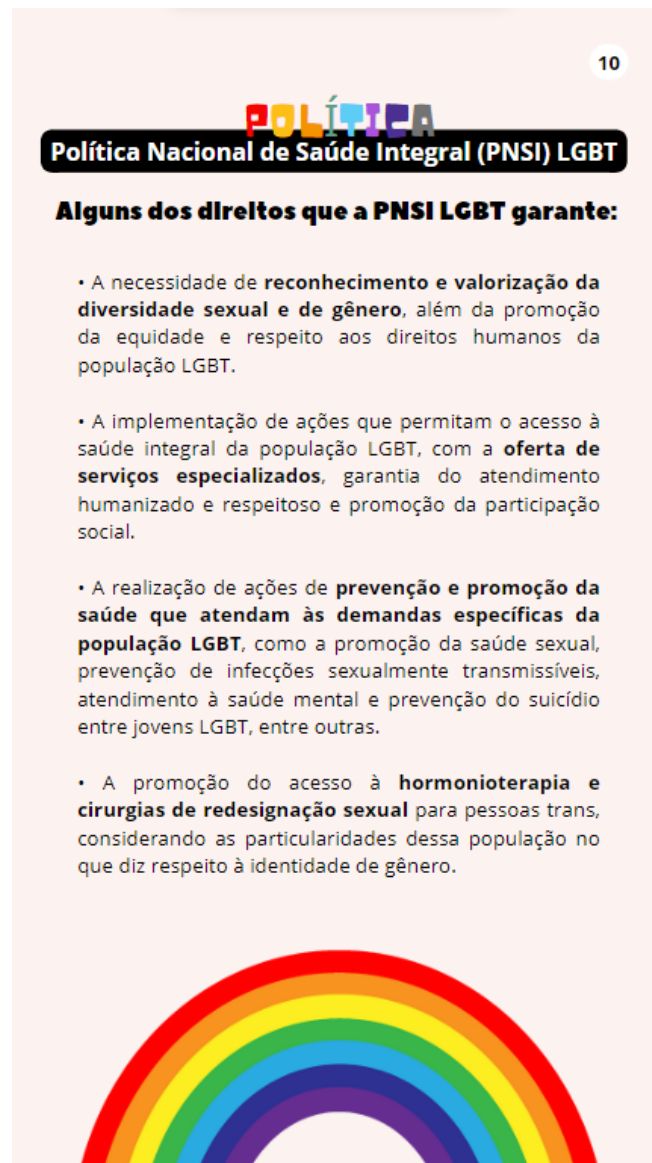 10
POLÍTICA
Política Nacional de Saúde Integral (PNSI) LGBT
Alguns dos direitos que a PNSI LGBT garante:
• A necessidade de reconhecimento e valorização da
diversidade sexual e de gênero, além da promoção
da equidade e respeito aos direitos humanos da
população LGBT.
• A implementação de ações que permitam o acesso à
saúde integral da população LGBT, com a oferta de
serviços especializados, garantia do atendimento
humanizado e respeitoso e promoção da participação
social.
• A realização de ações de prevenção e promoção da
saúde que atendam às demandas específicas da
população LGBT, como a promoção da saúde sexual,
prevenção de infecções sexualmente transmissíveis,
atendimento à saúde mental e prevenção do suicídio
entre jovens LGBT, entre outras.
• A promoção do acesso à hormonioterapia e
cirurgias de redesignação sexual para pessoas trans,
considerando as particularidades dessa população no
que diz respeito à identidade de gênero.